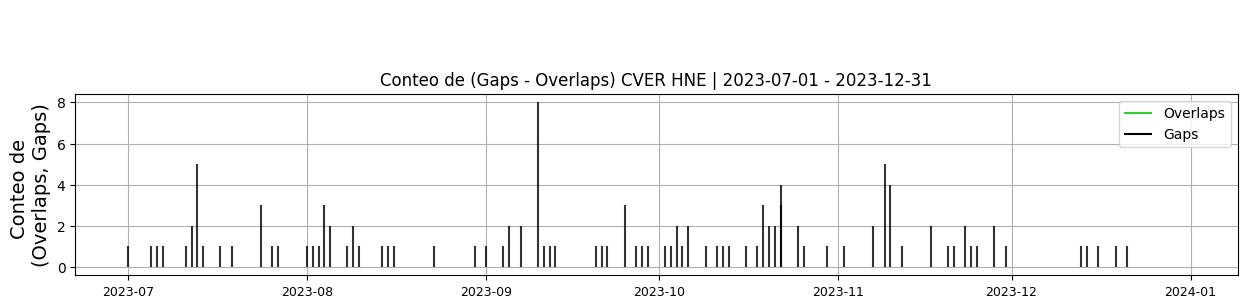 Conteo de (Gaps - Overlaps) CVER HNE | 2023-07-01 - 2023-12-31
Conteo de
(Overlaps, Gaps)
8
6
4
2
0
Overlaps
Gaps
2023-07 2023-08 2023-09 2023-10 2023-11 2023-12 2024-01